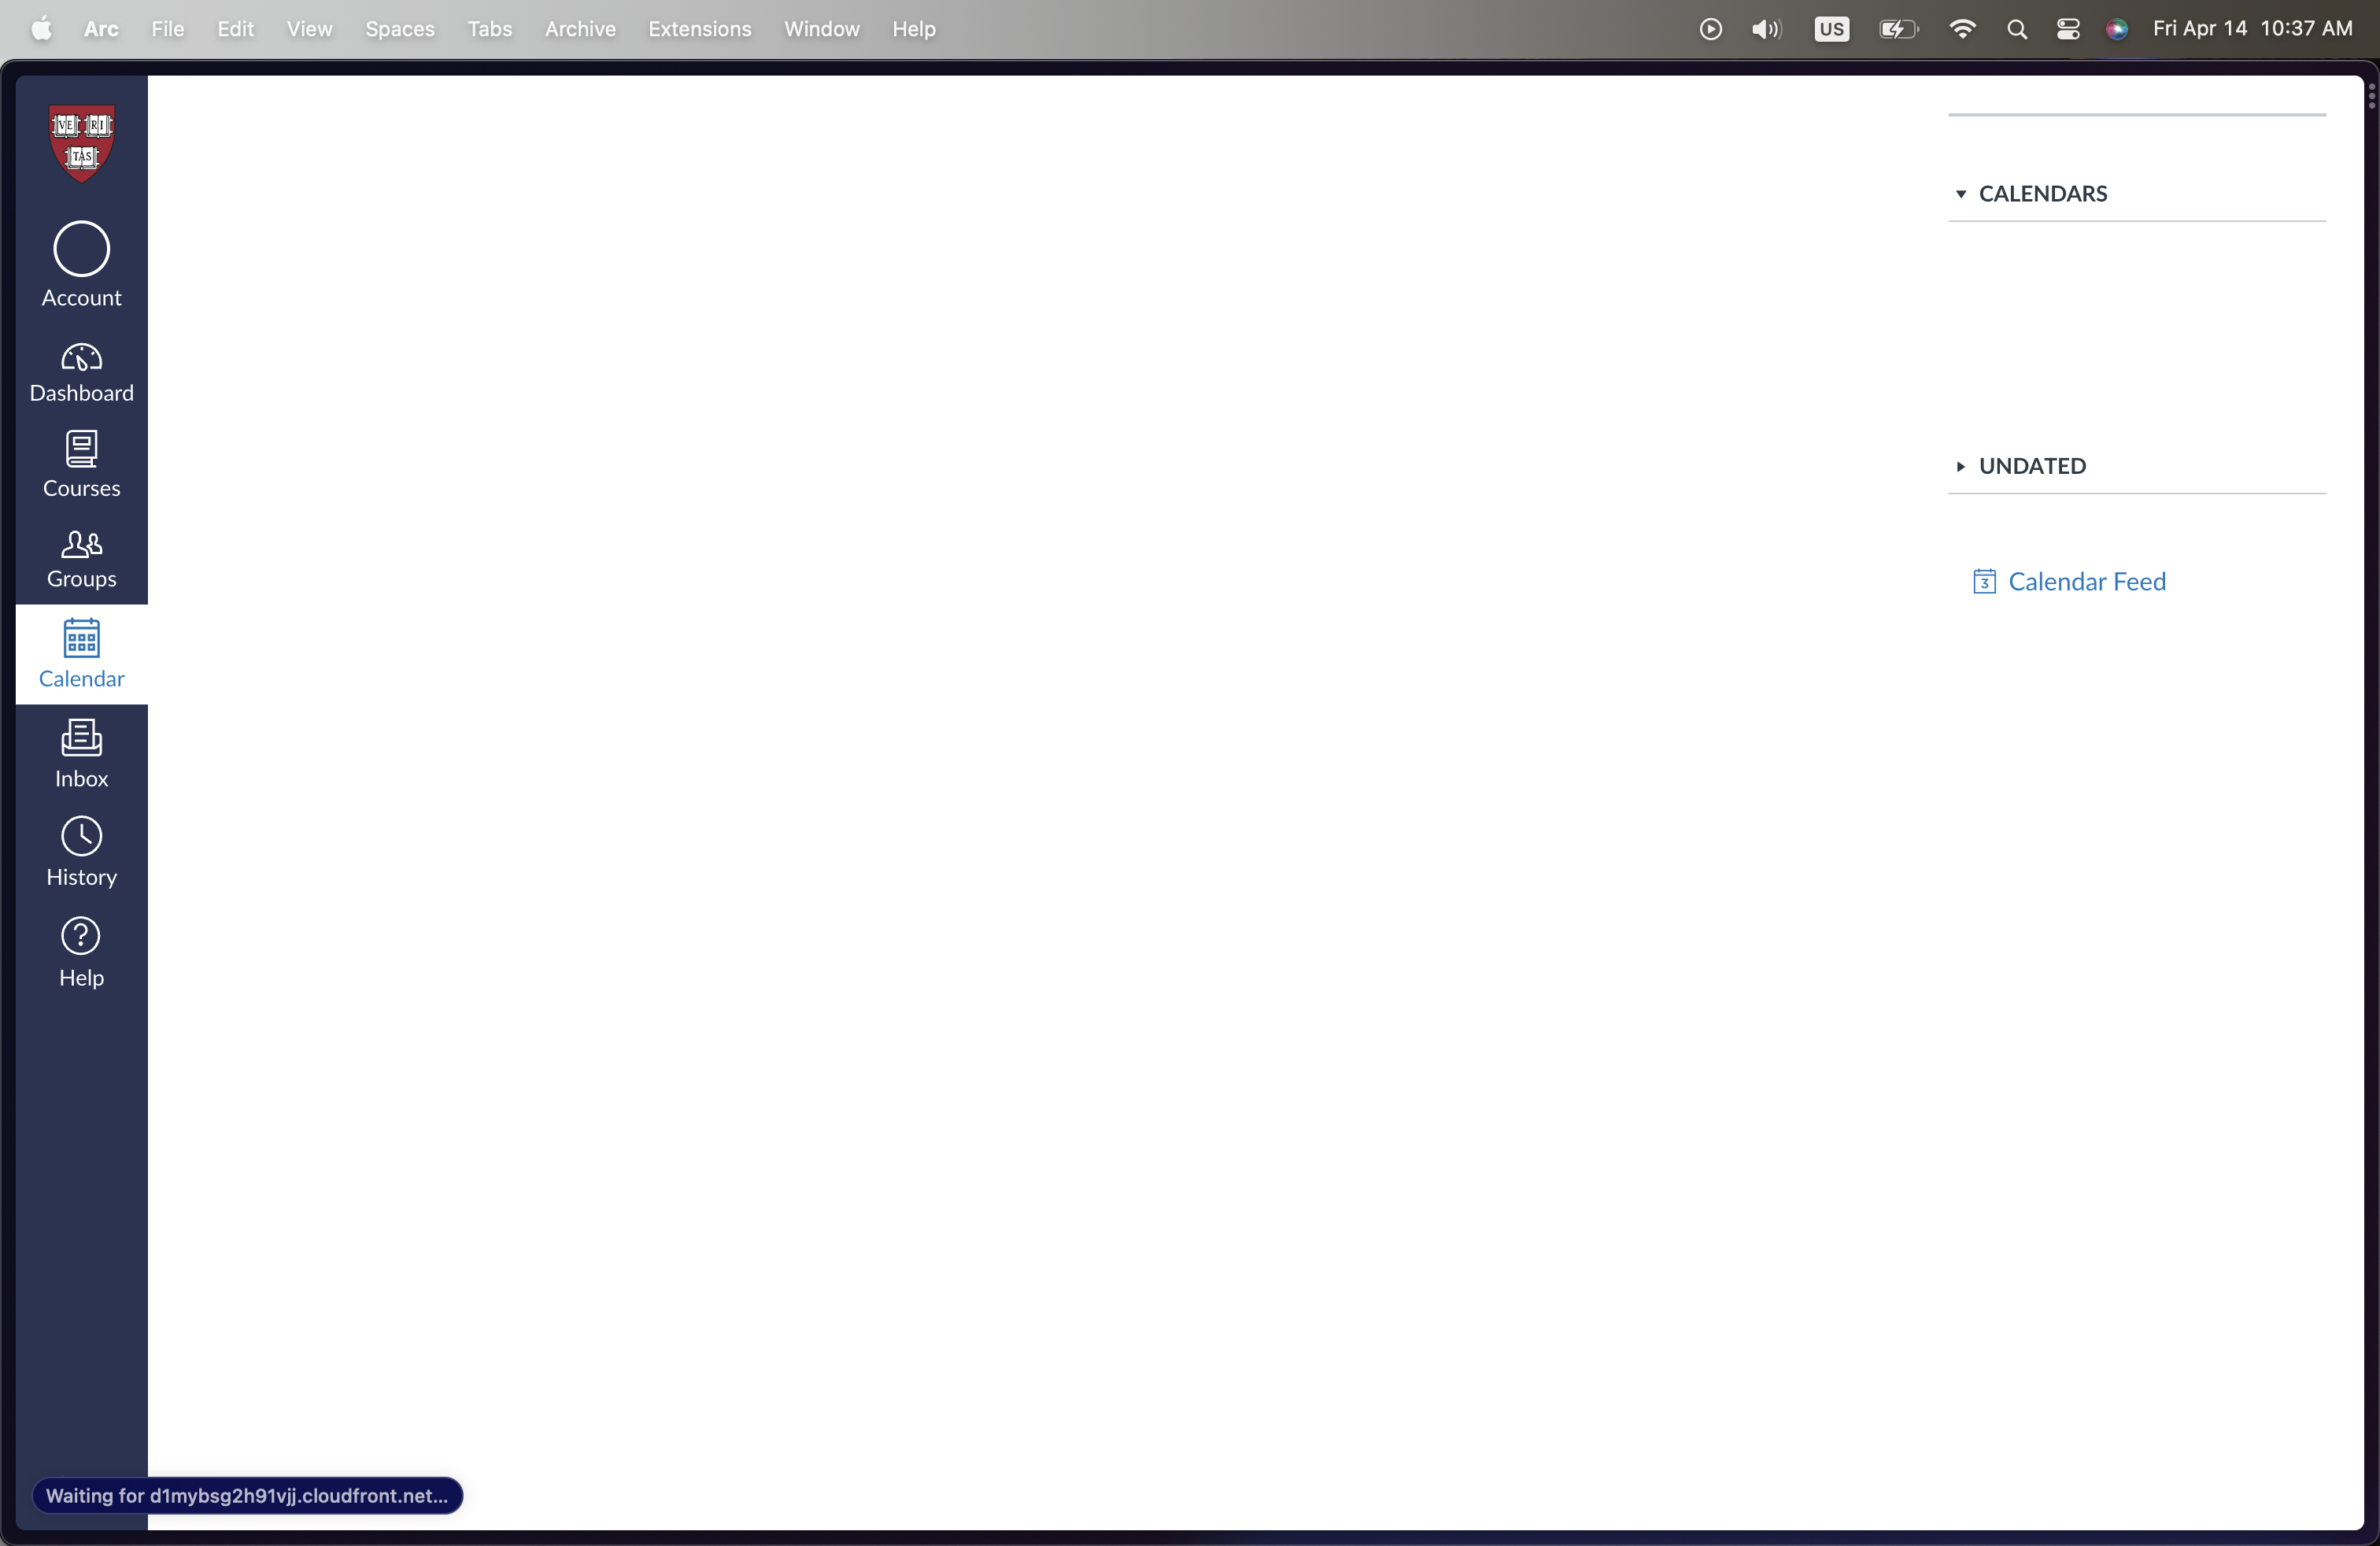 Arc File Edit View Spaces Tabs Archive Extensions Window Help US Fri Apr 14 10:37 AM
VE RI
TAS
Account
Dashboard
Courses
Groups
Calendar
Inbox
History
Help
CALENDARS
UNDATED
3 Calendar Feed
Waiting for d1mybsg2h91vjj.cloudfront.net...